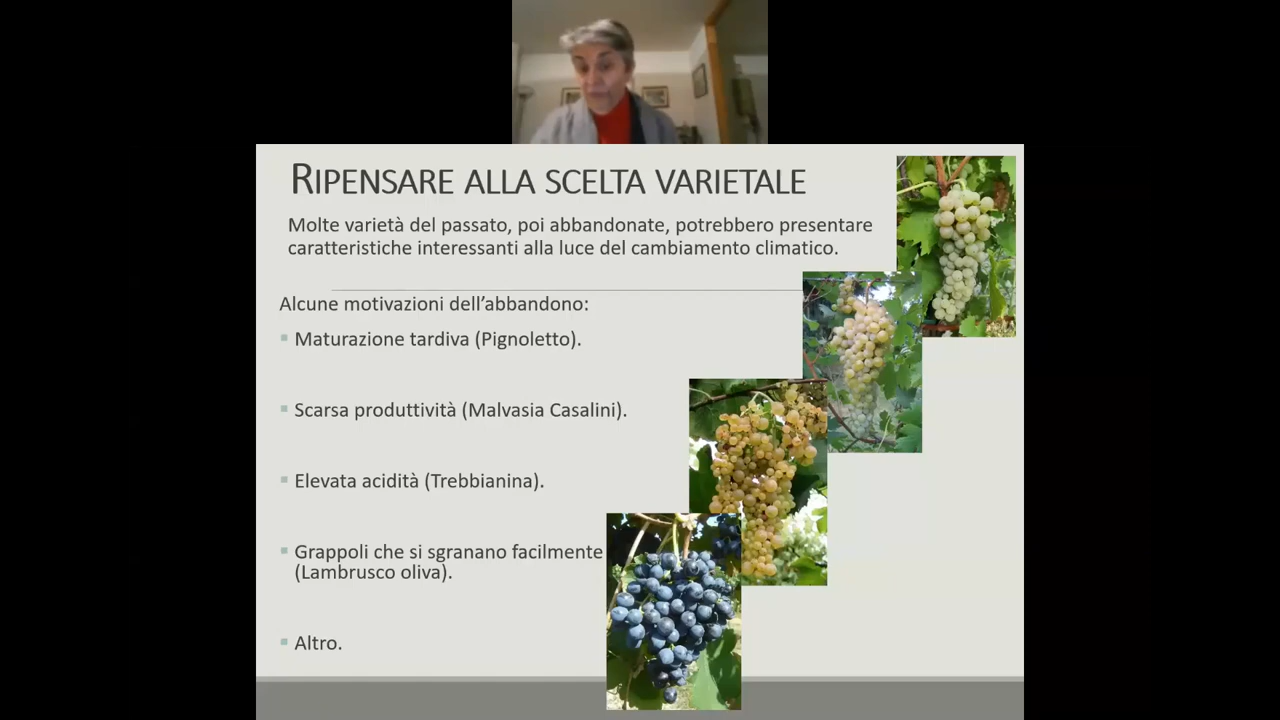 RIPENSARE ALLA SCELTA VARIETALE
Molte varietà del passato, poi abbandonate, potrebbero presentare
caratteristiche interessanti alla luce del cambiamento climatico.
Alcune motivazioni dell'abbandono:
Maturazione tardiva (Pignoletto).
Scarsa produttività (Malvasia Casalini).
Elevata acidità (Trebbianina).
Grappoli che si sgranano facilmente
(Lambrusco oliva).
Altro.